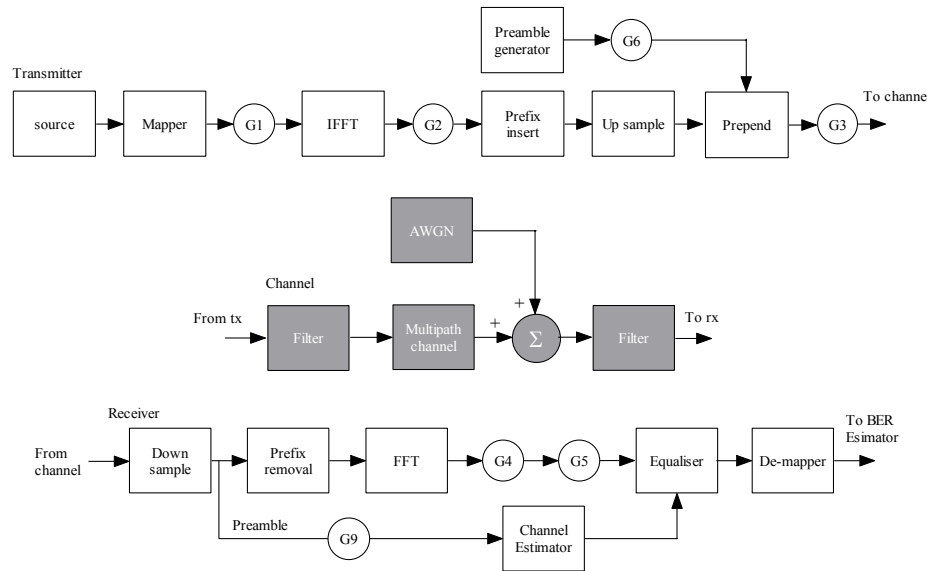 Preamble
generator
G6
Transmitter
To channe
source
Mapper
G1
IFFT
G2
Prefix
insert
Up sample
Prepend
G3
AWGN
Channel
+
From tx
Filter
Multipath
channel
+
Σ
Filter
To rx
Receiver
To BER
Esimator
From
channel
Down
sample
Prefix
removal
FFT
G4
G5
Equaliser
De-mapper
Preamble
G9
Channel
Estimator